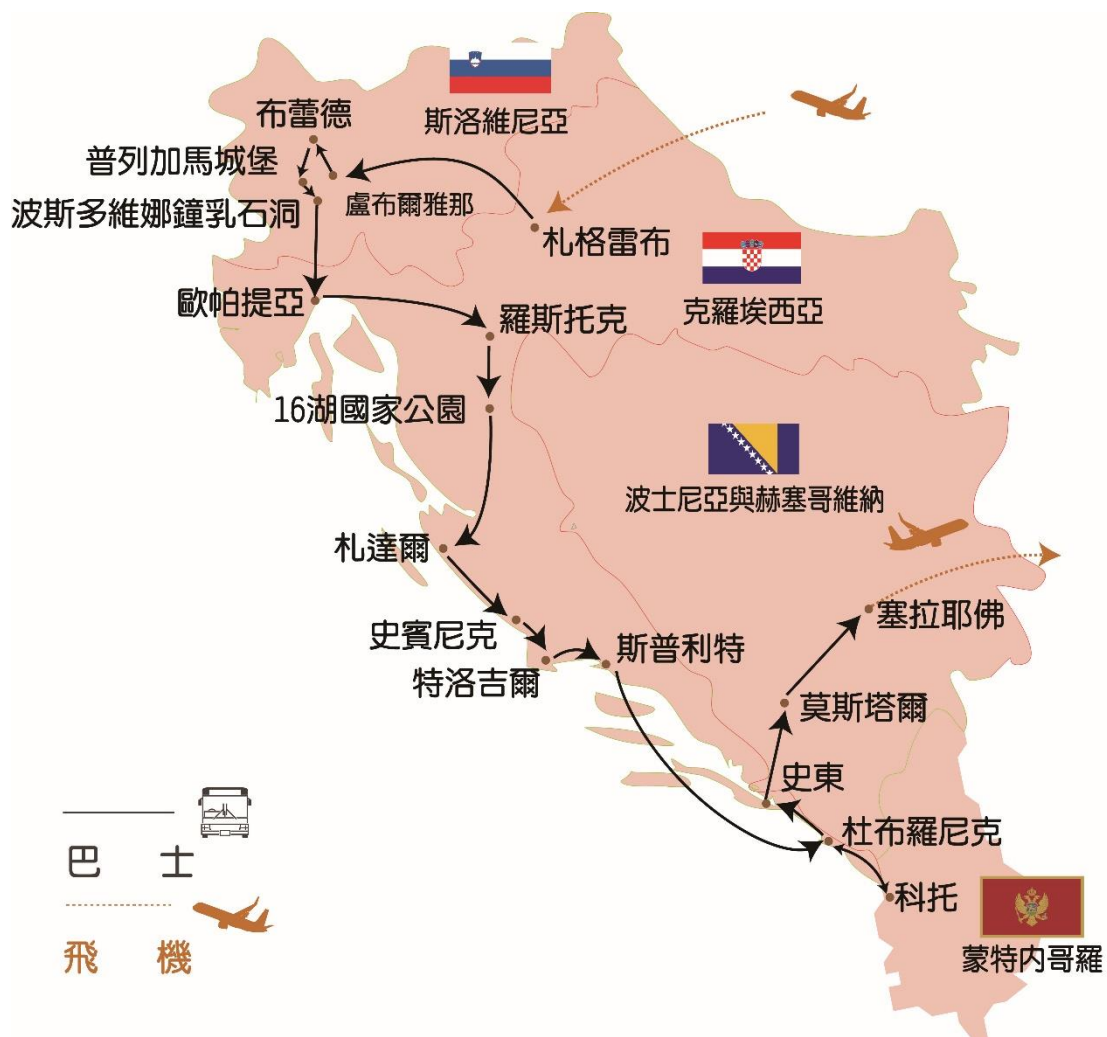 布蕾德
斯洛維尼亞
普列加馬城堡
波斯多維娜鐘乳石洞
盧布爾雅那
札格雷布
克羅埃西亞
歐帕提亞
羅斯托克
16湖國家公園
波士尼亞與赫塞哥維納
札達爾
塞拉耶佛
史賓尼克
斯普利特
特洛吉爾
莫斯塔爾
史東
杜布羅尼克
科托
蒙特內哥羅
巴 士
飛 機